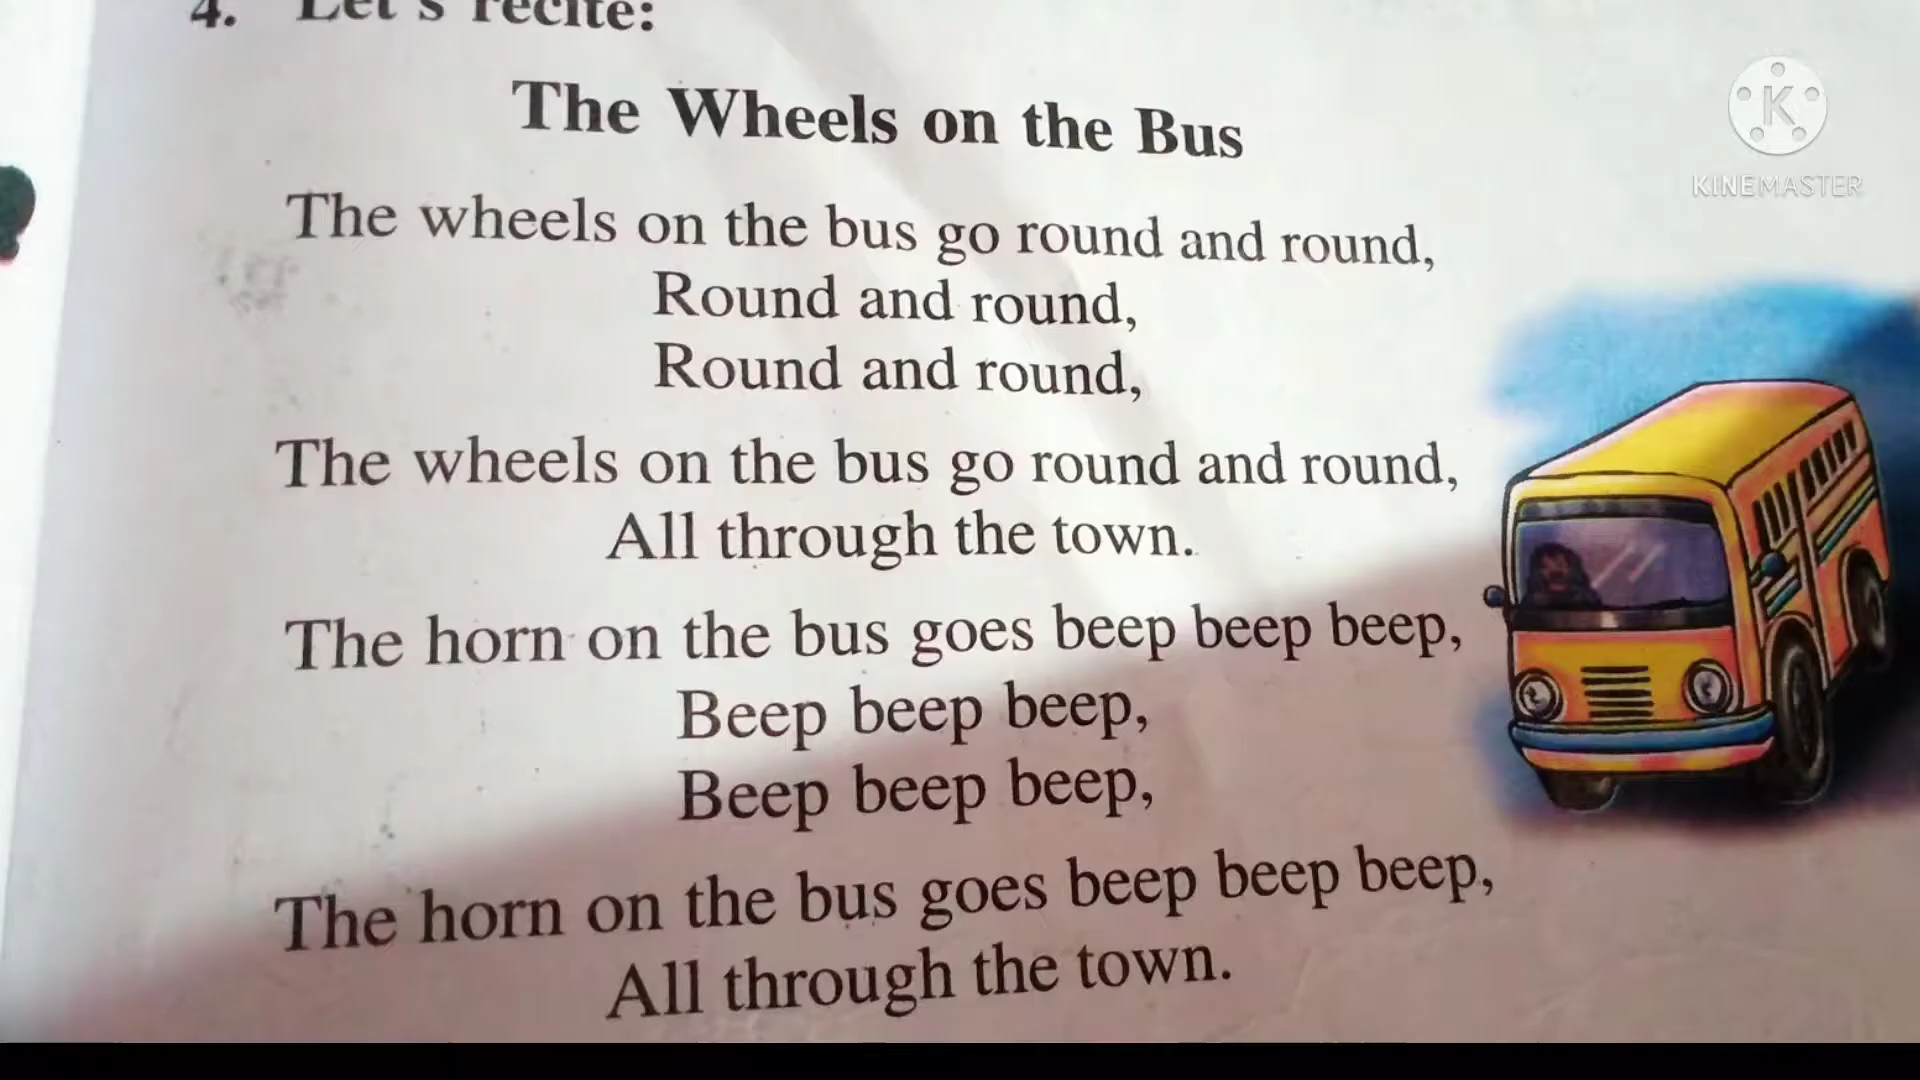 4. Let's recite:
The Wheels on the Bus
The wheels on the bus go round and round,
Round and round,
Round and round,
The wheels on the bus go round and round,
All through the town.
The horn on the bus goes beep beep beep,
Beep beep beep,
Beep beep beep,
The horn on the bus goes beep beep beep,
All through the town.
K
KINEMASTER